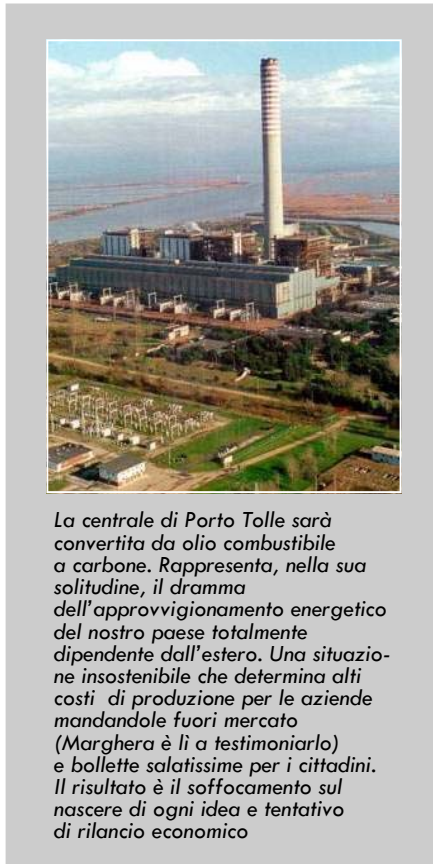 La centrale di Porto Tolle sarà
convertita da olio combustibile
a carbone. Rappresenta, nella sua
solitudine, il dramma
dell'approvvigionamento energetico
del nostro paese totalmente
dipendente dall'estero. Una situazio-
ne insostenibile che determina alti
costi  di produzione per le aziende
mandandole fuori mercato
(Marghera è lì a testimoniarlo)
e bollette salatissime per i cittadini.
Il risultato è il soffocamento sul
nascere di ogni idea e tentativo
di rilancio economico